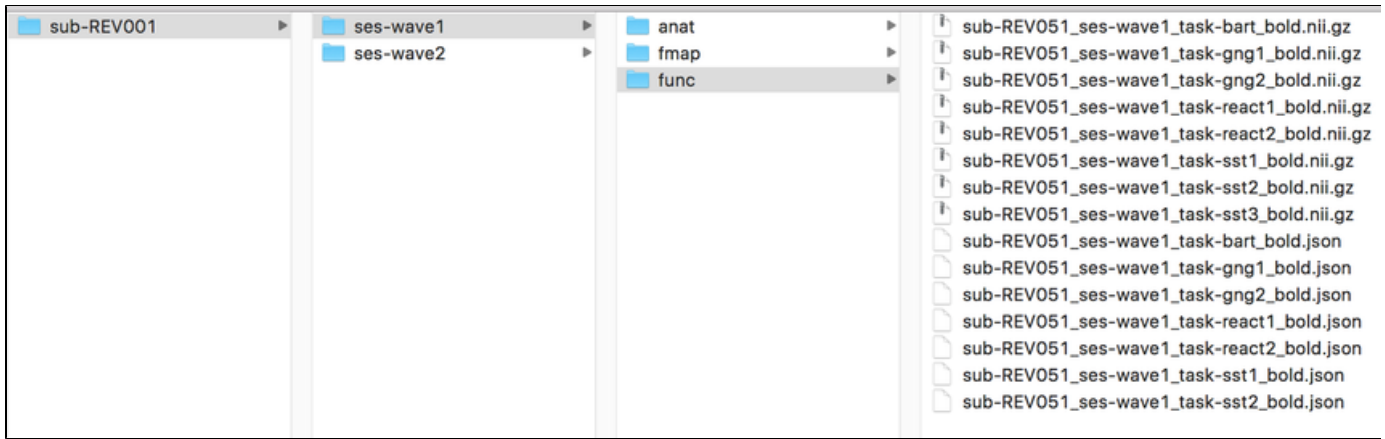 sub-REV001
ses-wave1
ses-wave2
anat
fmap
func
sub-REV051_ses-wave1_task-bart_bold.nii.gz
sub-REV051_ses-wave1_task-gng1_bold.nii.gz
sub-REV051_ses-wave1_task-gng2_bold.nii.gz
sub-REV051_ses-wave1_task-react1_bold.nii.gz
sub-REV051_ses-wave1_task-react2_bold.nii.gz
sub-REV051_ses-wave1_task-sst1_bold.nii.gz
sub-REV051_ses-wave1_task-sst2_bold.nii.gz
sub-REV051_ses-wave1_task-sst3_bold.nii.gz
sub-REV051_ses-wave1_task-bart_bold.json
sub-REV051_ses-wave1_task-gng1_bold.json
sub-REV051_ses-wave1_task-gng2_bold.json
sub-REV051_ses-wave1_task-react1_bold.json
sub-REV051_ses-wave1_task-react2_bold.json
sub-REV051_ses-wave1_task-sst1_bold.json
sub-REV051_ses-wave1_task-sst2_bold.json